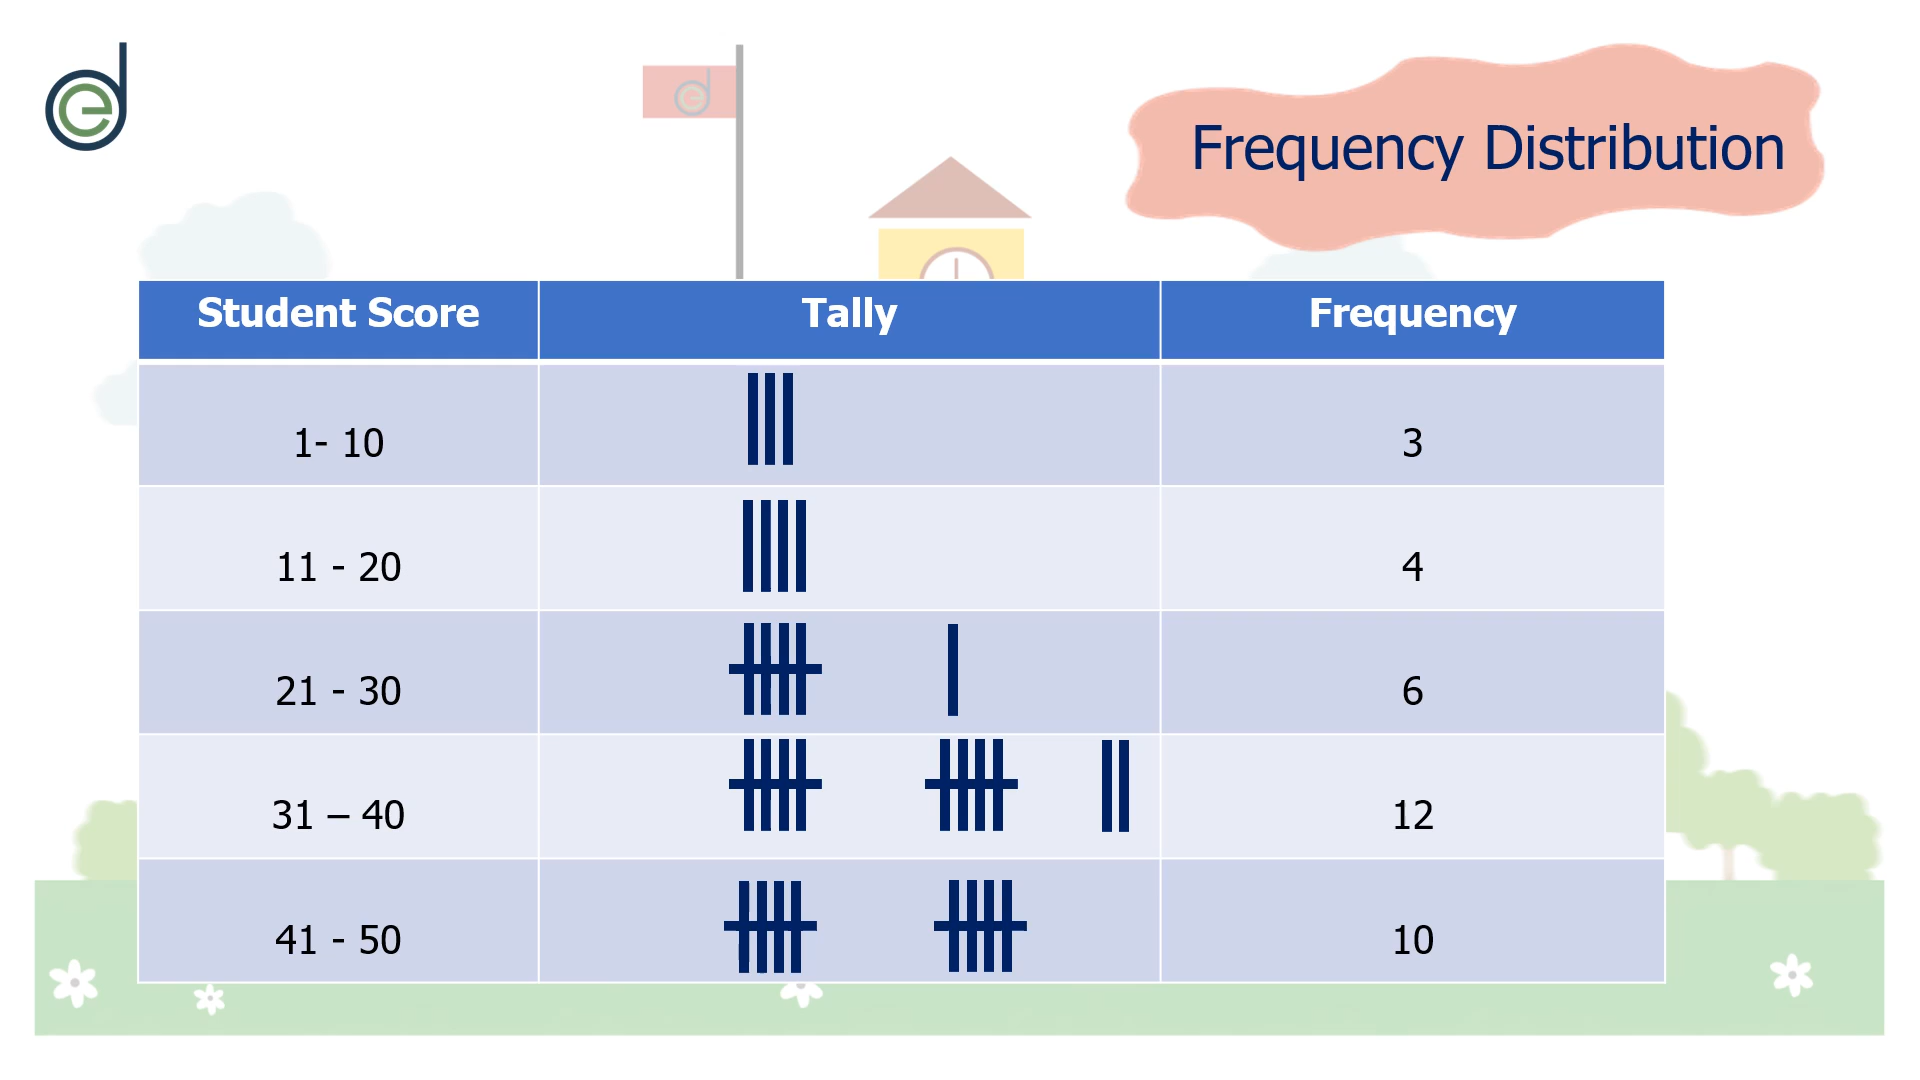 Frequency Distribution
Student Score Tally Frequency
1- 10 3
11 - 20 4
21 - 30 6
31 – 40 12
41 - 50 10